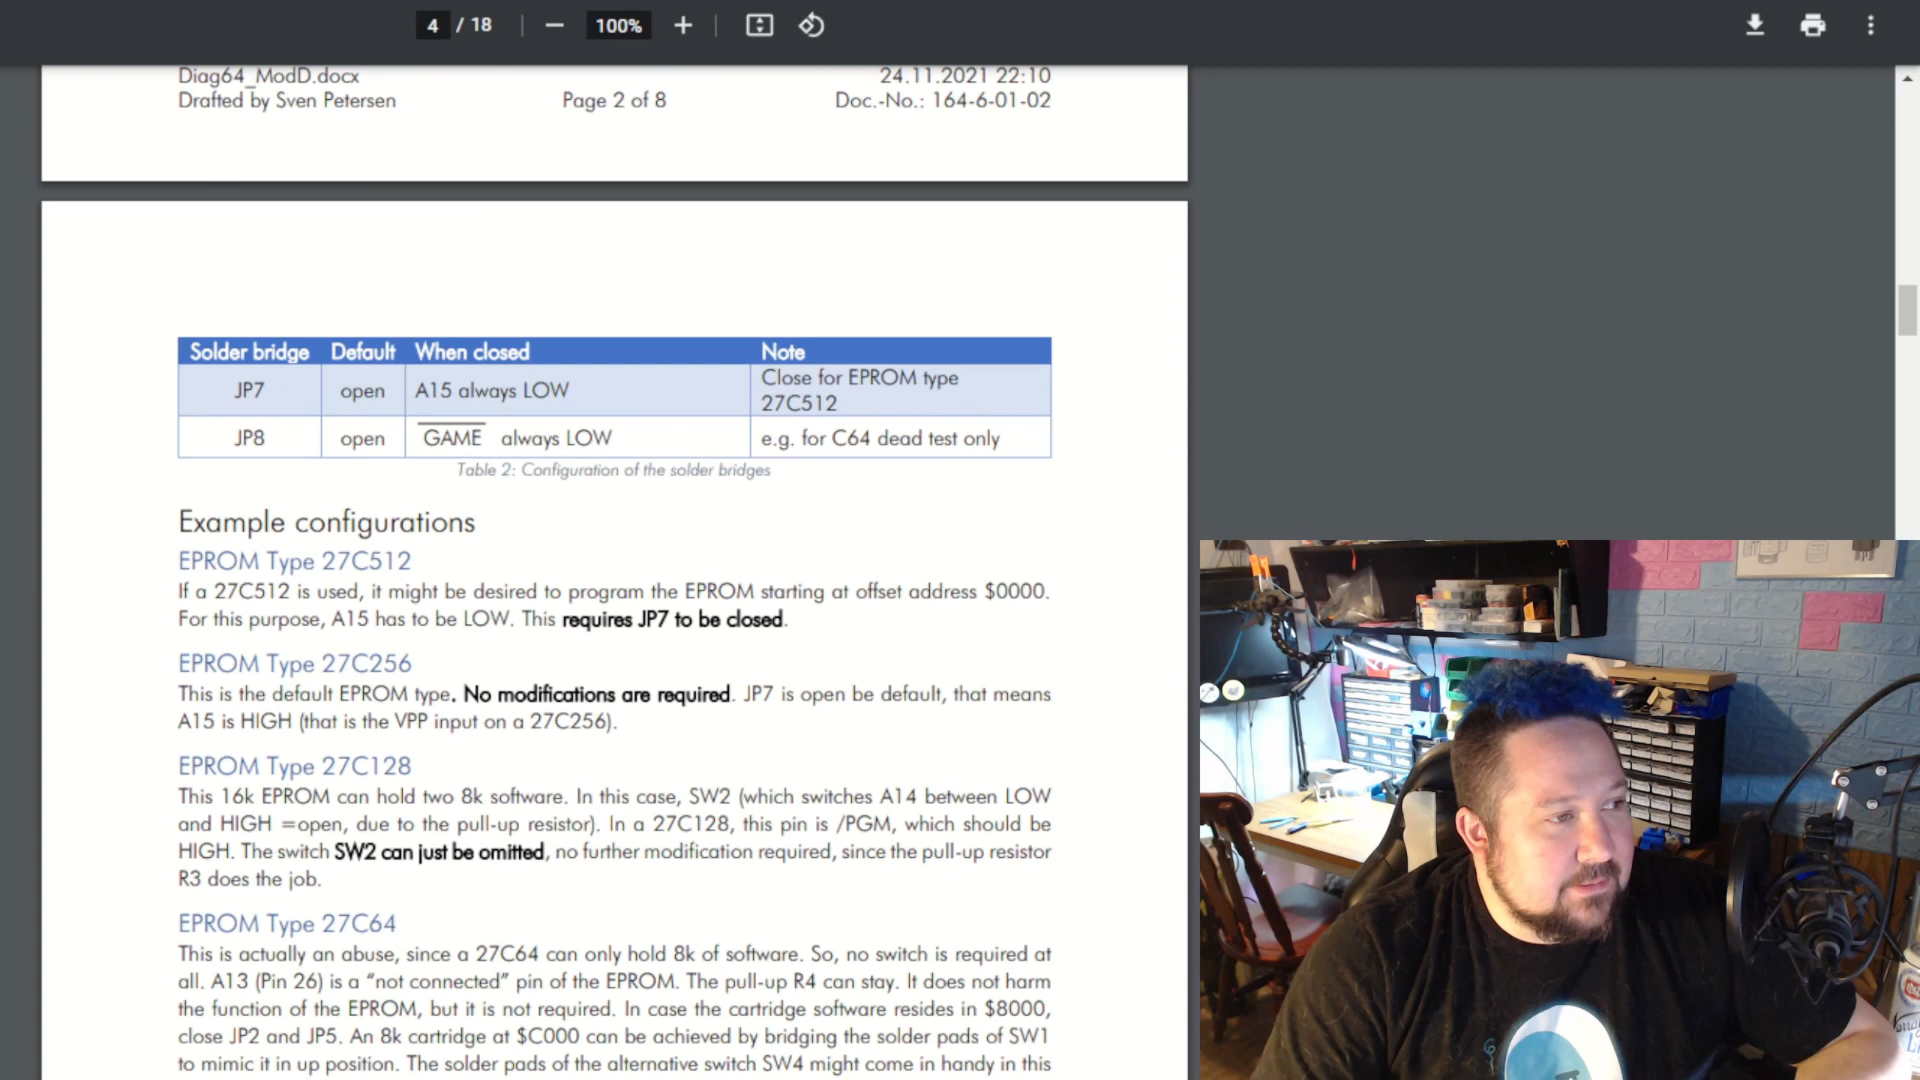 4 / 18
100%
Diag64_ModD.docx 24.11.2021 22:10
Drafted by Sven Petersen Page 2 of 8 Doc.-No.: 164-6-01-02
Solder bridge Default When closed Note
JP7 open A15 always LOW Close for EPROM type
27C512
JP8 open GAME always LOW e.g. for C64 dead test only
Table 2: Configuration of the solder bridges
Example configurations
EPROM Type 27C512
If a 27C512 is used, it might be desired to program the EPROM starting at offset address $0000.
For this purpose, A15 has to be LOW. This requires JP7 to be closed.
EPROM Type 27C256
This is the default EPROM type. No modifications are required. JP7 is open be default, that means
A15 is HIGH (that is the VPP input on a 27C256).
EPROM Type 27C128
This 16k EPROM can hold two 8k software. In this case, SW2 (which switches A14 between LOW
and HIGH =open, due to the pull-up resistor). In a 27C128, this pin is /PGM, which should be
HIGH. The switch SW2 can just be omitted, no further modification required, since the pull-up resistor
R3 does the job.
EPROM Type 27C64
This is actually an abuse, since a 27C64 can only hold 8k of software. So, no switch is required at
all. A13 (Pin 26) is a “not connected” pin of the EPROM. The pull-up R4 can stay. It does not harm
the function of the EPROM, but it is not required. In case the cartridge software resides in $8000,
close JP2 and JP5. An 8k cartridge at $C000 can be achieved by bridging the solder pads of SW1
to mimic it in up position. The solder pads of the alternative switch SW4 might come in handy in this